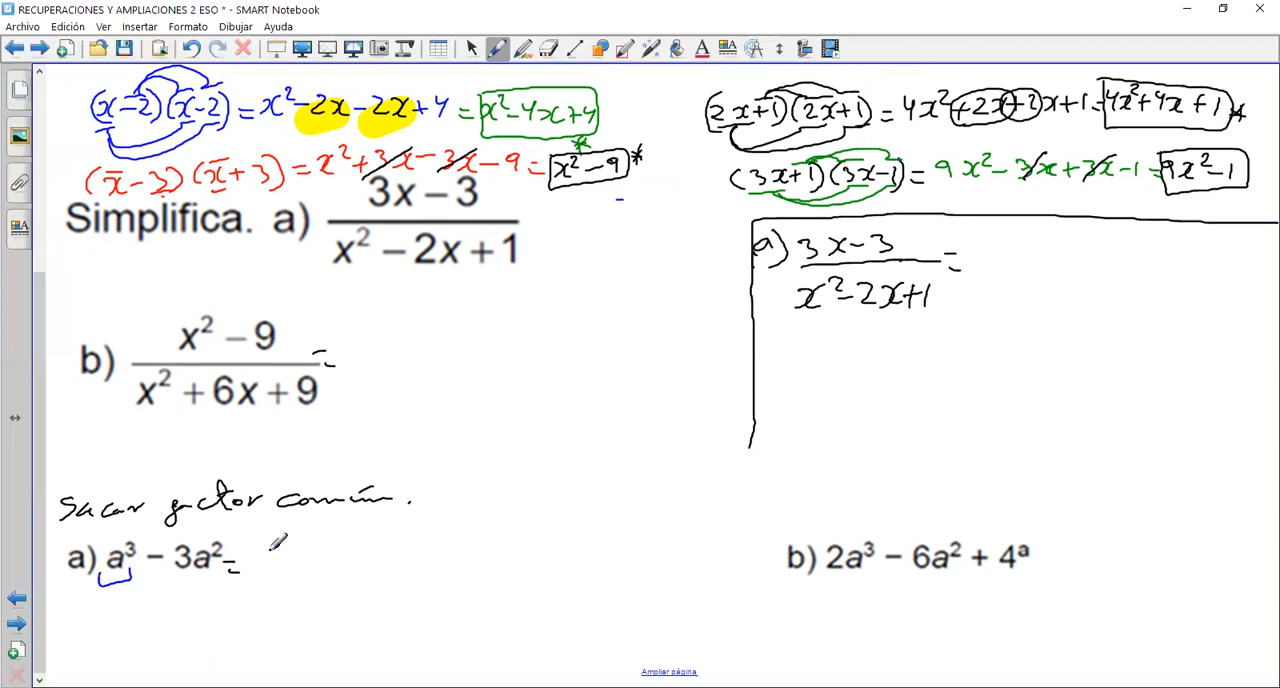 RECUPERACIONES Y AMPLIACIONES 2 ESO * - SMART Notebook
Archivo Edición Ver Insertar Formato Dibujar Ayuda
(x-2)(x-2) = x² - 2x - 2x + 4 = x² - 4x + 4 *
(x-3)(x+3) = x² + 3x - 3x - 9 = x² - 9 *
(2x+1)(2x+1) = 4x² + 2x + 2x + 1 = 4x² + 4x + 1 *
(3x+1)(3x-1) = 9x² - 3x + 3x - 1 = 9x² - 1
Simplifica. a) 3x - 3
x² - 2x + 1
a) 3x - 3 =
x² - 2x + 1
b) x² - 9 =
x² + 6x + 9
Sacar factor común.
a) a³ - 3a² =
b) 2a³ - 6a² + 4ª
Ampliar página